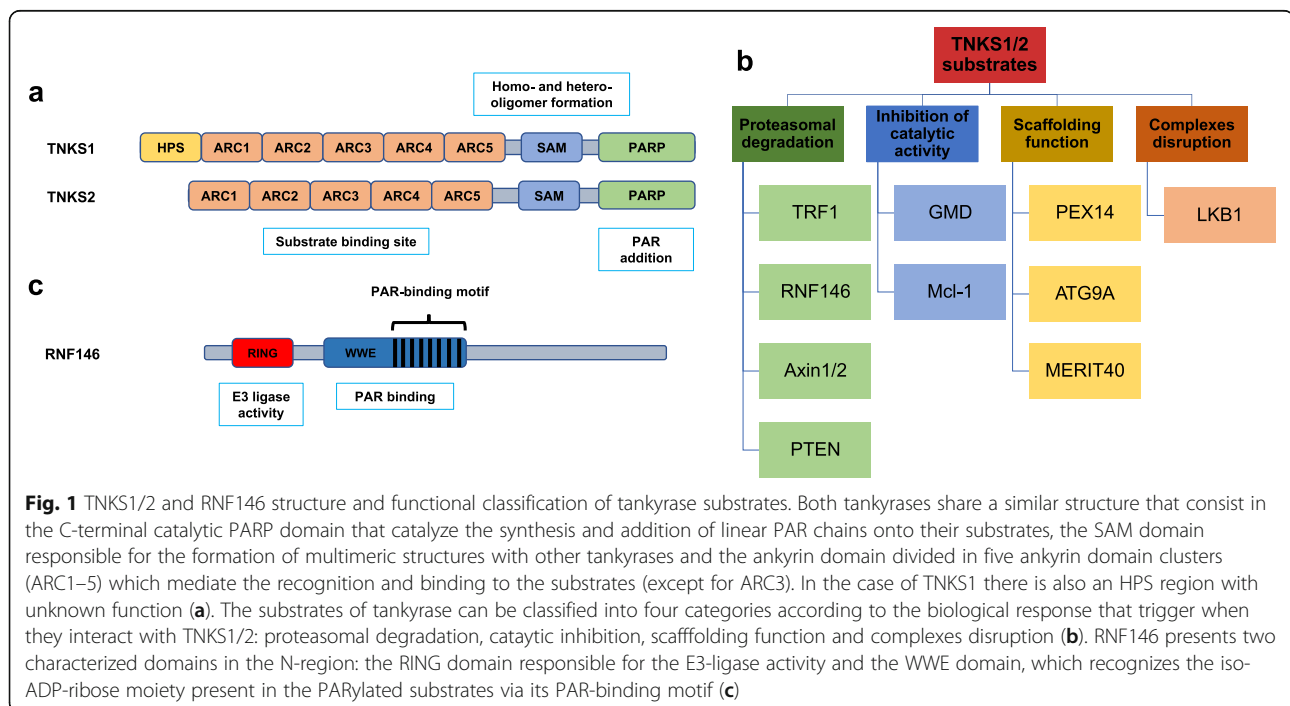 a
Homo- and hetero-
oligomer formation
TNKS1
HPS ARC1 ARC2 ARC3 ARC4 ARC5 SAM PARP
TNKS2
ARC1 ARC2 ARC3 ARC4 ARC5 SAM PARP
Substrate binding site
PAR
addition
c
PAR-binding motif
RNF146
RING WWE
E3 ligase
activity
PAR binding
b
TNKS1/2
substrates
Proteasomal
degradation
Inhibition of
catalytic
activity
Scaffolding
function
Complexes
disruption
TRF1
GMD
PEX14
LKB1
RNF146
Mcl-1
ATG9A
Axin1/2
MERIT40
PTEN
Fig. 1 TNKS1/2 and RNF146 structure and functional classification of tankyrase substrates. Both tankyrases share a similar structure that consist in
the C-terminal catalytic PARP domain that catalyze the synthesis and addition of linear PAR chains onto their substrates, the SAM domain
responsible for the formation of multimeric structures with other tankyrases and the ankyrin domain divided in five ankyrin domain clusters
(ARC1–5) which mediate the recognition and binding to the substrates (except for ARC3). In the case of TNKS1 there is also an HPS region with
unknown function (a). The substrates of tankyrase can be classified into four categories according to the biological response that trigger when
they interact with TNKS1/2: proteasomal degradation, cataytic inhibition, scafffolding function and complexes disruption (b). RNF146 presents two
characterized domains in the N-region: the RING domain responsible for the E3-ligase activity and the WWE domain, which recognizes the iso-
ADP-ribose moiety present in the PARylated substrates via its PAR-binding motif (c)